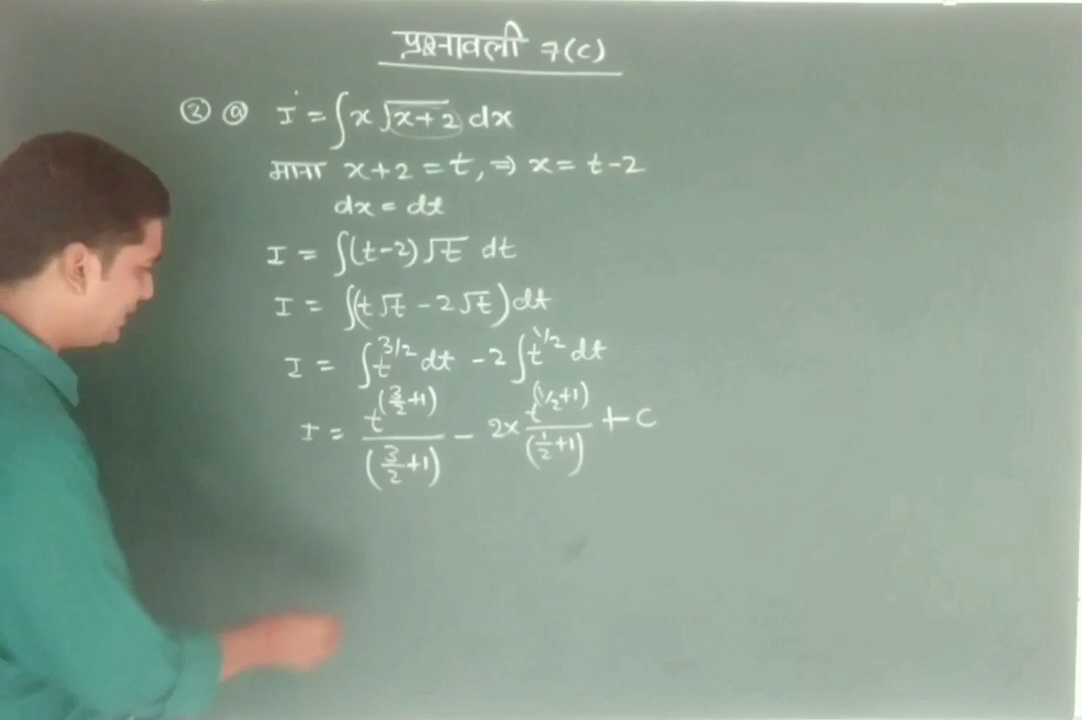 प्रश्नावली 7(c)
② ⓐ I = ∫x √x+2 dx
माना x+2 = t, ⇒ x = t-2
dx = dt
I = ∫(t-2) √t dt
I = ∫(t √t - 2 √t) dt
I = ∫t^3/2 dt - 2 ∫t^1/2 dt
I = t^(3/2+1) / (3/2+1) - 2x t^(1/2+1) / (1/2+1) + c